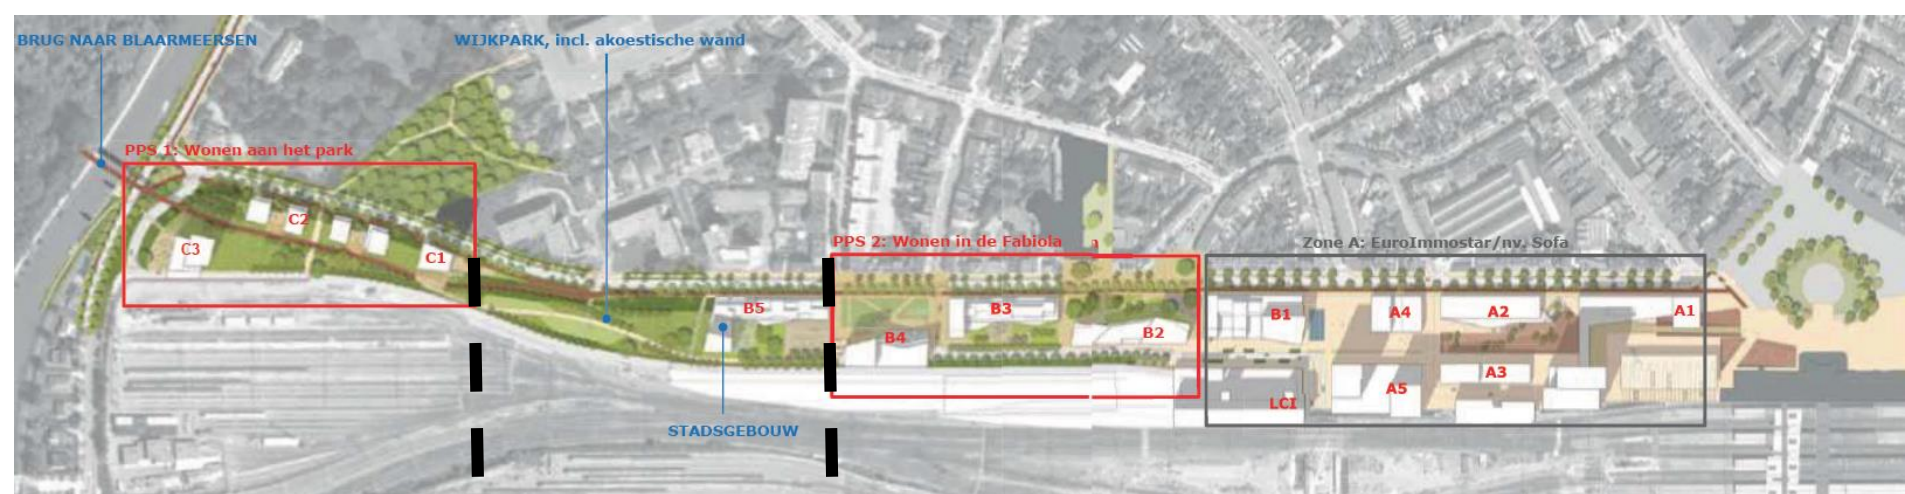 BRUG NAAR BLAARMEERSEN
WIJKPARK, incl. akoestische wand
PPS 1: Wonen aan het park
C2
C3
C1
PPS 2: Wonen in de Fabiola
Zone A: EuroImmostar/nv. Sofa
B5
B3
B4
B2
B1
A4
A2
A1
A3
A5
LCI
STADSGEBOUW